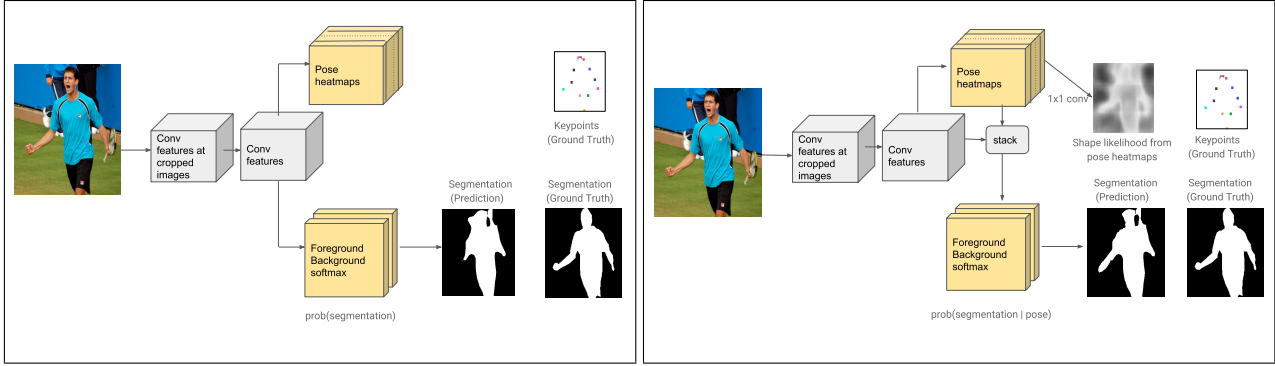 Pose
heatmaps
Keypoints
(Ground Truth)
Conv
features at
cropped
images
Conv
features
Segmentation
(Prediction)
Segmentation
(Ground Truth)
Foreground
Background
softmax
prob(segmentation)
Pose
heatmaps
1x1 conv
Conv
features at
cropped
images
Conv
features
stack
Shape likelihood from
pose heatmaps
Keypoints
(Ground Truth)
Segmentation
(Prediction)
Segmentation
(Ground Truth)
Foreground
Background
softmax
prob(segmentation | pose)